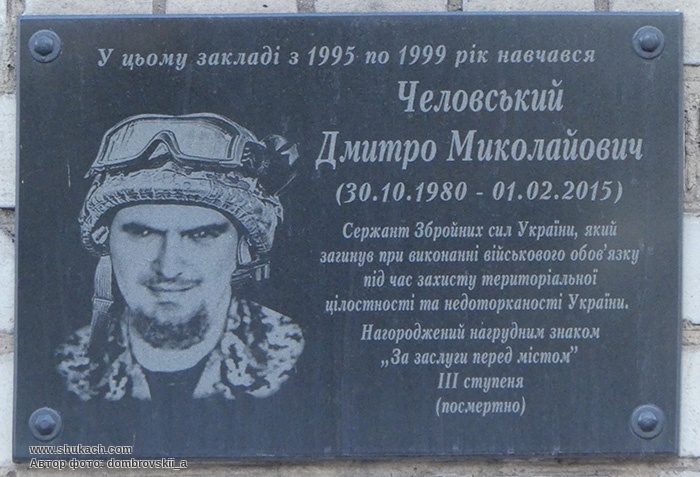 У цьому закладі з 1995 по 1999 рік навчався
Человський
Дмитро Миколайович
(30.10.1980 - 01.02.2015)
Сержант Збройних сил України, який
загинув при виконанні військового обов'язку
під час захисту територіальної
цілостності та недоторканості України.
Нагороджений нагрудним знаком
„За заслуги перед містом”
III ступеня
(посмертно)
www.shukach.com
Автор фото: dombrovskii_a